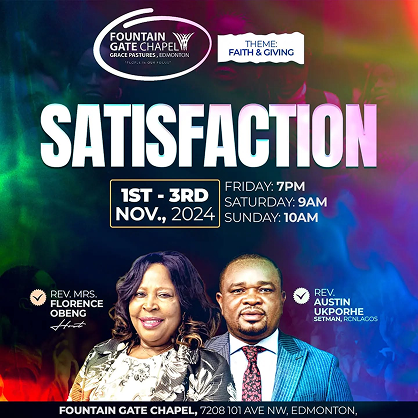 FOUNTAIN
GATE CHAPEL
GRACE PASTURES, EDMONTON
THEME:
FAITH & GIVING
SATISFACTION
1ST - 3RD
NOV., 2024
FRIDAY: 7PM
SATURDAY: 9AM
SUNDAY: 10AM
REV. MRS.
FLORENCE
OBENG
Host
REV.
AUSTIN
UKPORHE
SETMAN, RCNLAGOS
FOUNTAIN GATE CHAPEL, 7208 101 AVE NW, EDMONTON,